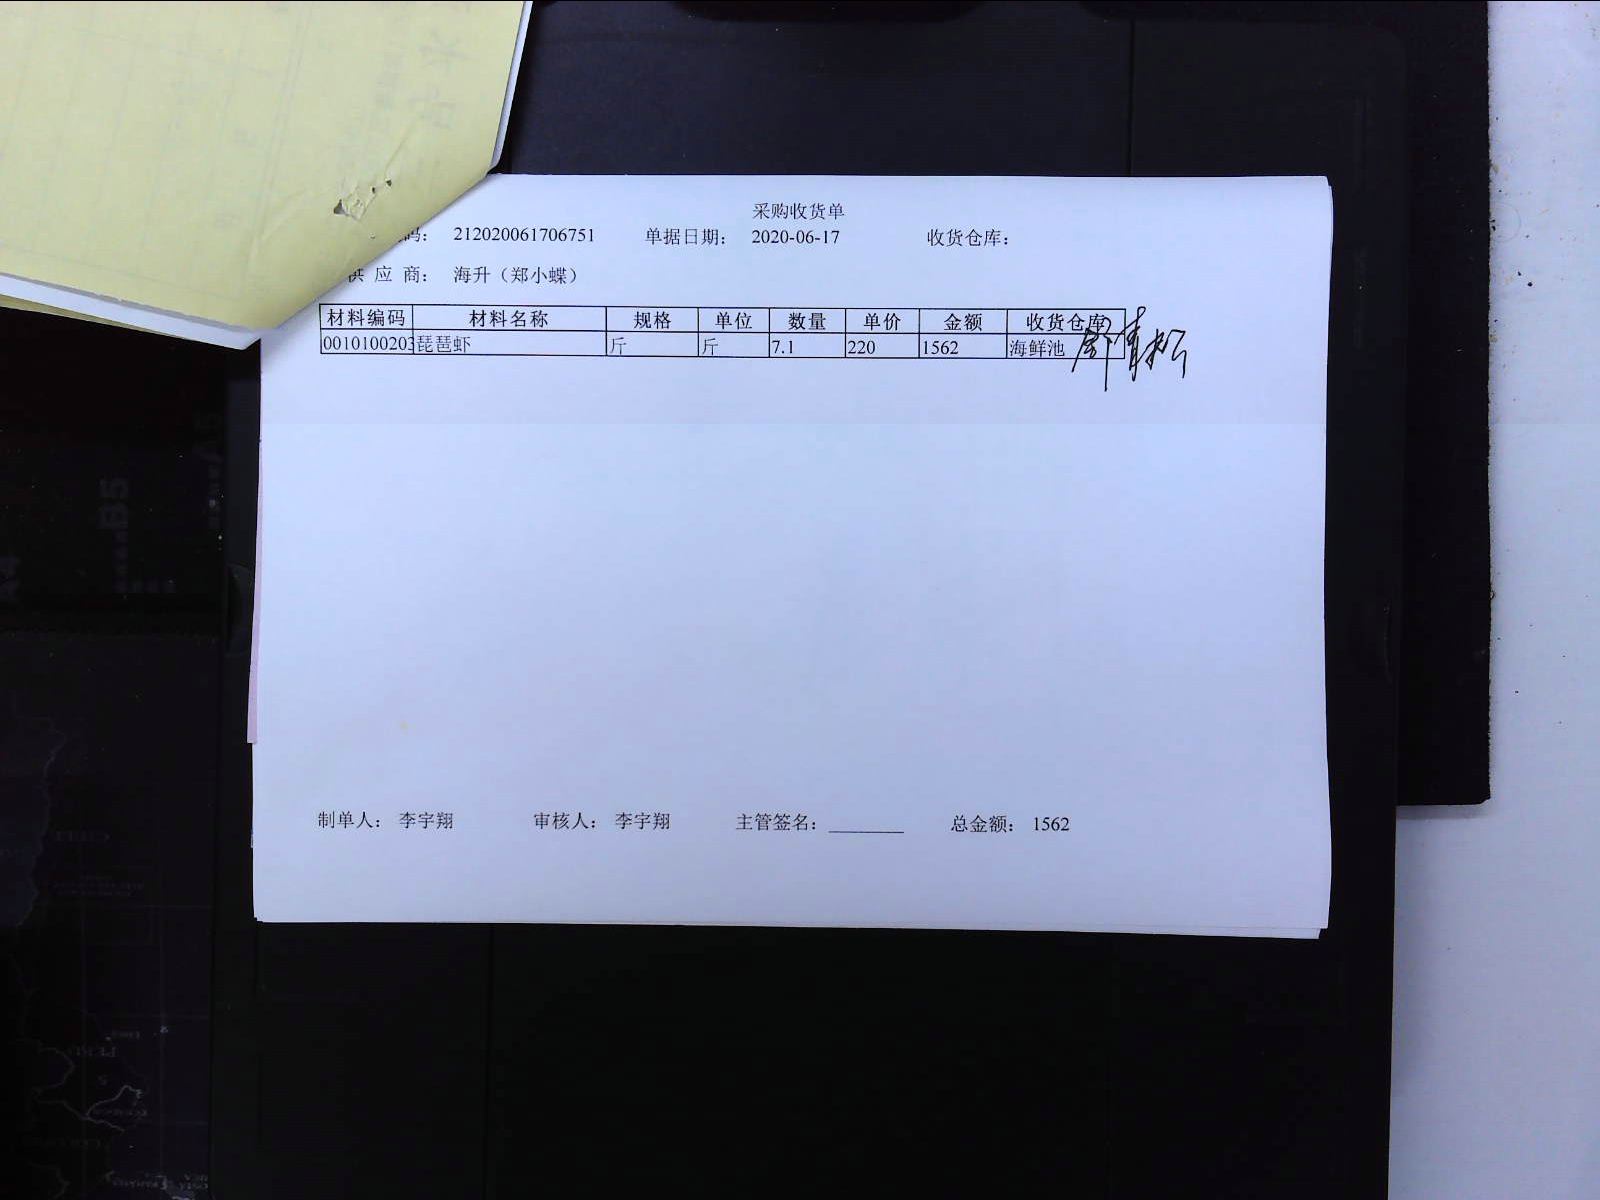 采购收货单
码： 212020061706751 单据日期： 2020-06-17 收货仓库：
供应商： 海升（郑小蝶）
材料编码 材料名称 规格 单位 数量 单价 金额 收货仓库
0010100203 琵琶虾 斤 斤 7.1 220 1562 海鲜池
制单人： 李宇翔 审核人： 李宇翔 主管签名： 总金额： 1562